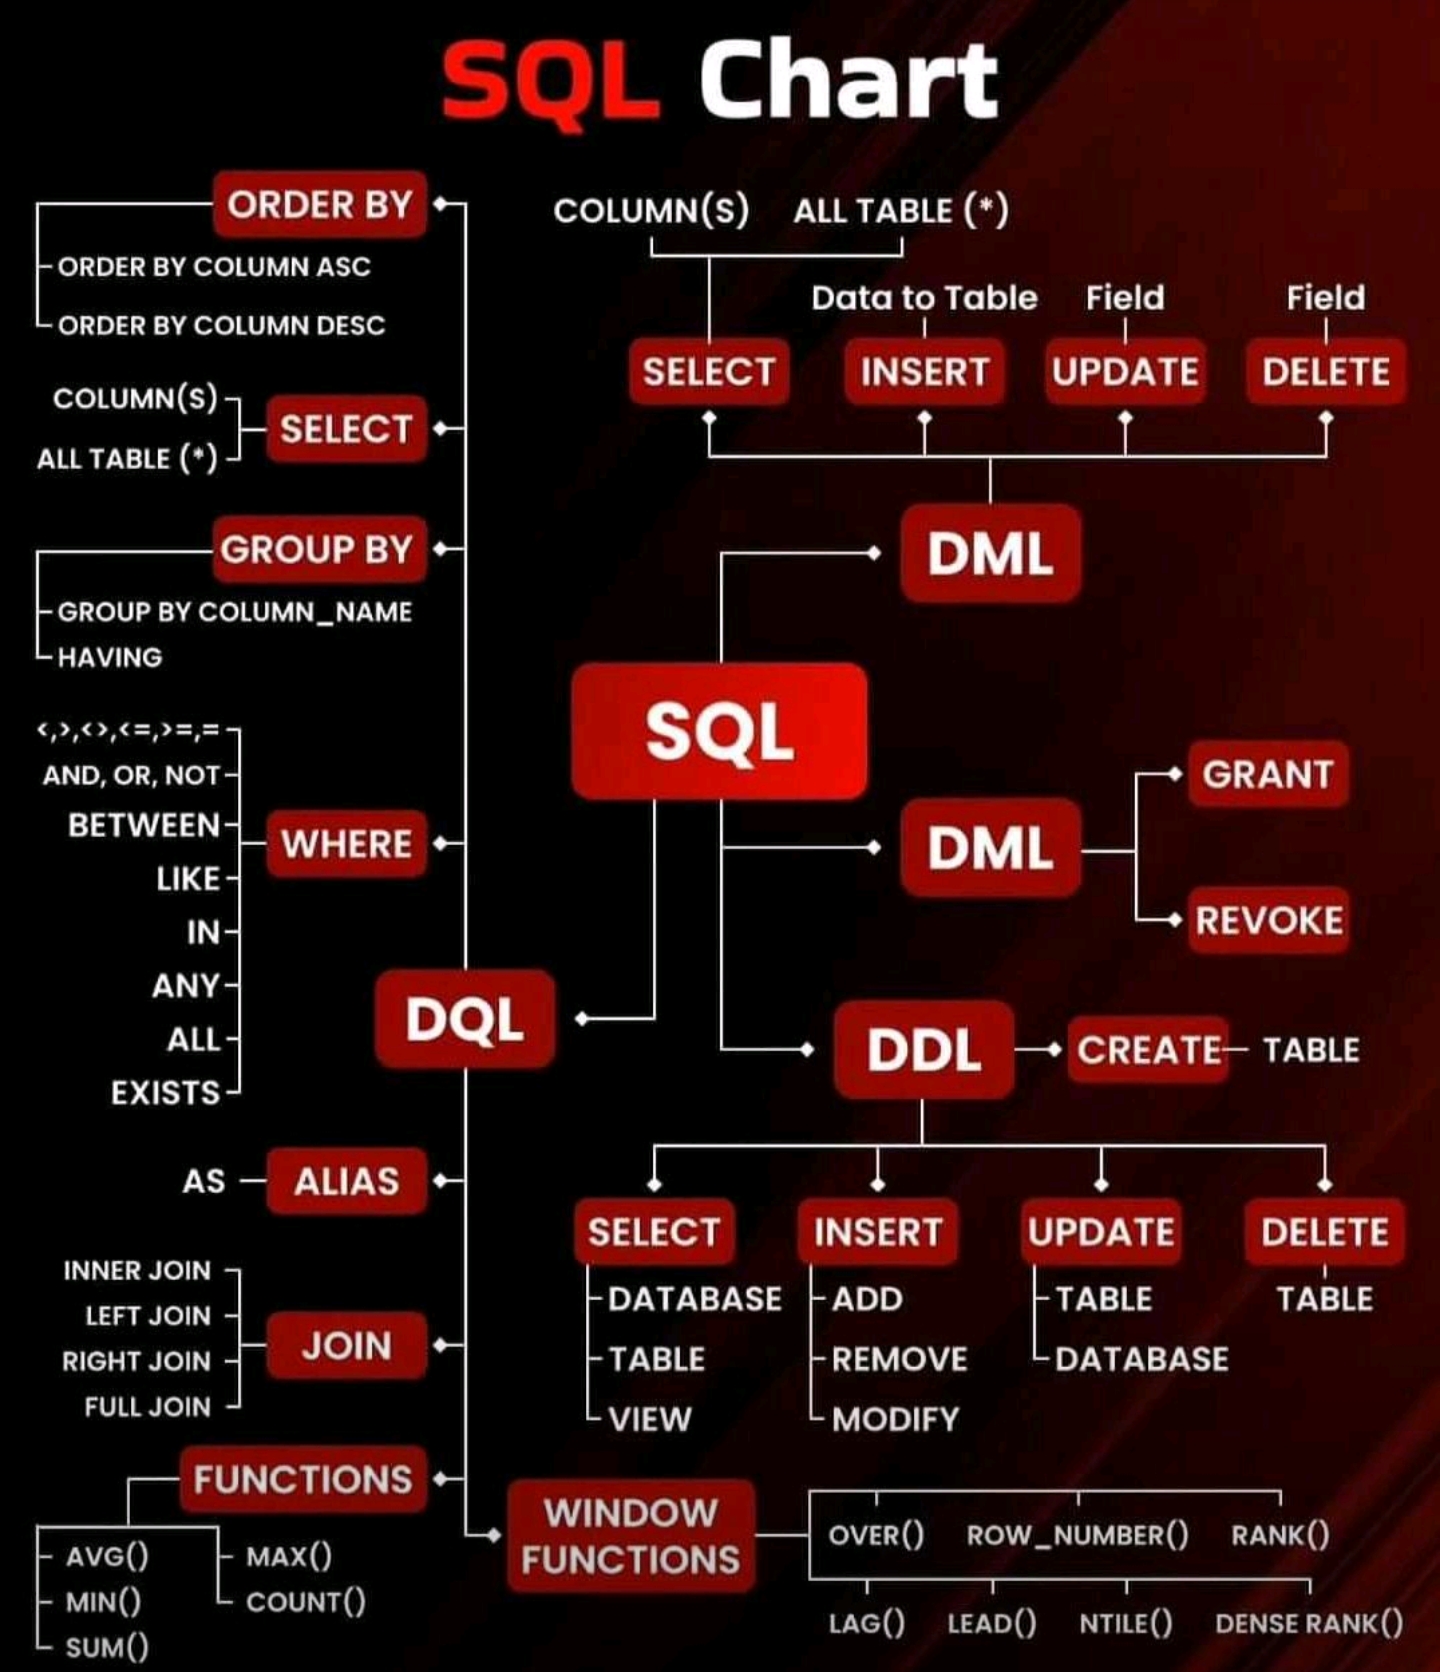 SQL Chart
ORDER BY
ORDER BY COLUMN ASC
ORDER BY COLUMN DESC
COLUMN(S)
ALL TABLE (*)
SELECT
GROUP BY
GROUP BY COLUMN_NAME
HAVING
<,>,<>,<=,>=,=
AND, OR, NOT
BETWEEN
LIKE
IN
ANY
ALL
EXISTS
WHERE
DQL
AS
ALIAS
INNER JOIN
LEFT JOIN
RIGHT JOIN
FULL JOIN
JOIN
FUNCTIONS
AVG()
MIN()
SUM()
MAX()
COUNT()
COLUMN(S)
ALL TABLE (*)
Data to Table
Field
Field
SELECT
INSERT
UPDATE
DELETE
DML
SQL
DML
GRANT
REVOKE
DDL
CREATE
TABLE
SELECT
DATABASE
TABLE
VIEW
INSERT
ADD
REMOVE
MODIFY
UPDATE
TABLE
DATABASE
DELETE
TABLE
WINDOW
FUNCTIONS
OVER()
ROW_NUMBER()
RANK()
LAG()
LEAD()
NTILE()
DENSE RANK()